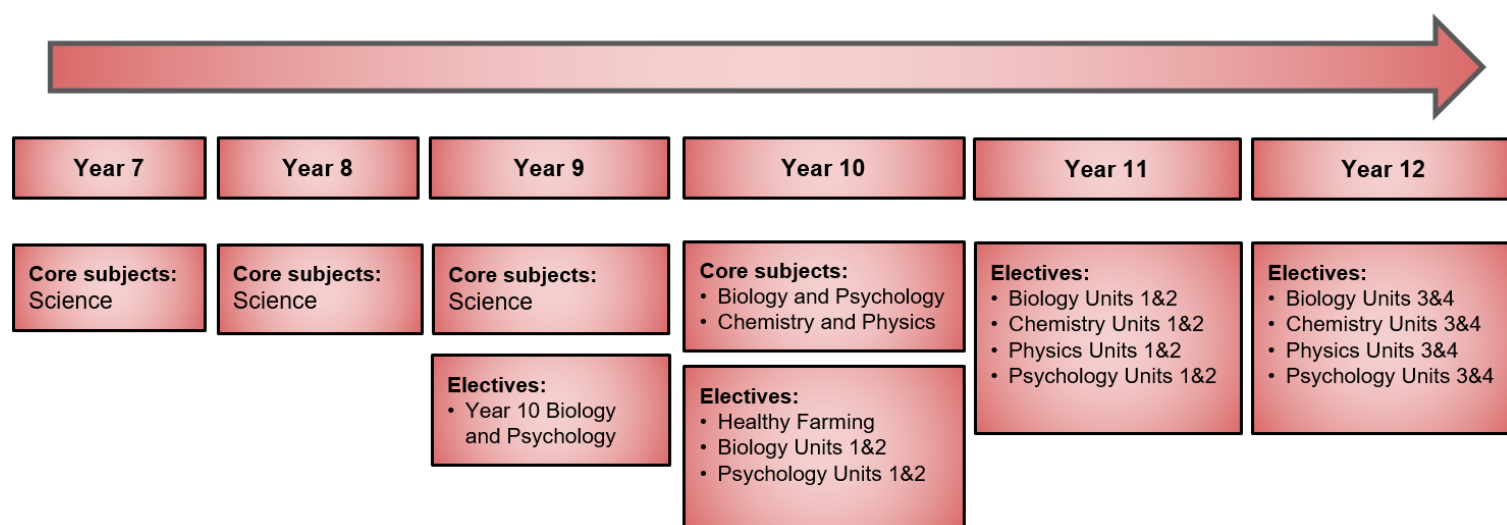 Year 7
Year 8
Year 9
Year 10
Year 11
Year 12
Core subjects:
Science
Core subjects:
Science
Core subjects:
Science
Electives:
• Year 10 Biology
and Psychology
Core subjects:
• Biology and Psychology
• Chemistry and Physics
Electives:
• Healthy Farming
• Biology Units 1&2
• Psychology Units 1&2
Electives:
• Biology Units 1&2
• Chemistry Units 1&2
• Physics Units 1&2
• Psychology Units 1&2
Electives:
• Biology Units 3&4
• Chemistry Units 3&4
• Physics Units 3&4
• Psychology Units 3&4